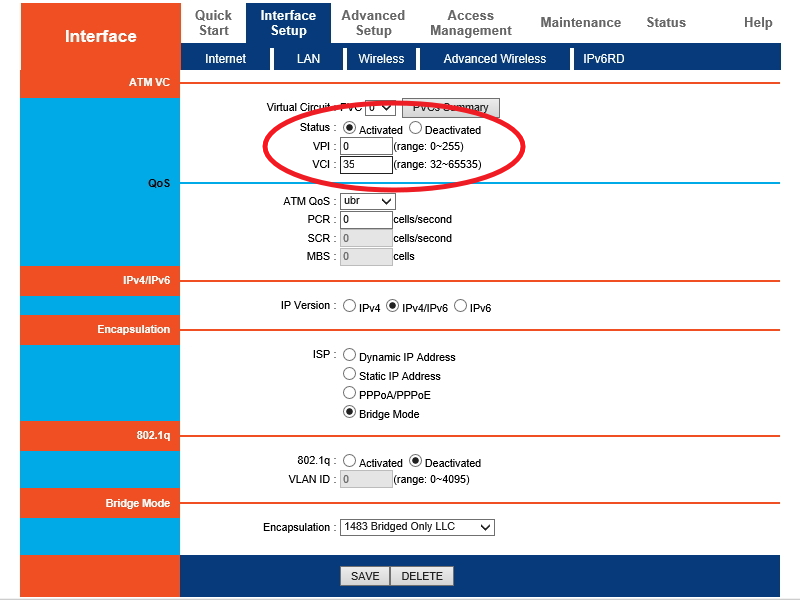 Interface
Quick Start
Interface Setup
Advanced Setup
Access Management
Maintenance
Status
Help
Internet
LAN
Wireless
Advanced Wireless
IPv6RD
ATM VC
Virtual Circuit : PVC 0 PVCs Summary
Status : Activated Deactivated
VPI : 0 (range: 0~255)
VCI : 35 (range: 32~65535)
QoS
ATM QoS : ubr
PCR : 0 cells/second
SCR : 0 cells/second
MBS : 0 cells
IPv4/IPv6
IP Version : IPv4 IPv4/IPv6 IPv6
Encapsulation
ISP : Dynamic IP Address
Static IP Address
PPPoA/PPPoE
Bridge Mode
802.1q
802.1q : Activated Deactivated
VLAN ID : 0 (range: 0~4095)
Bridge Mode
Encapsulation : 1483 Bridged Only LLC
SAVE DELETE